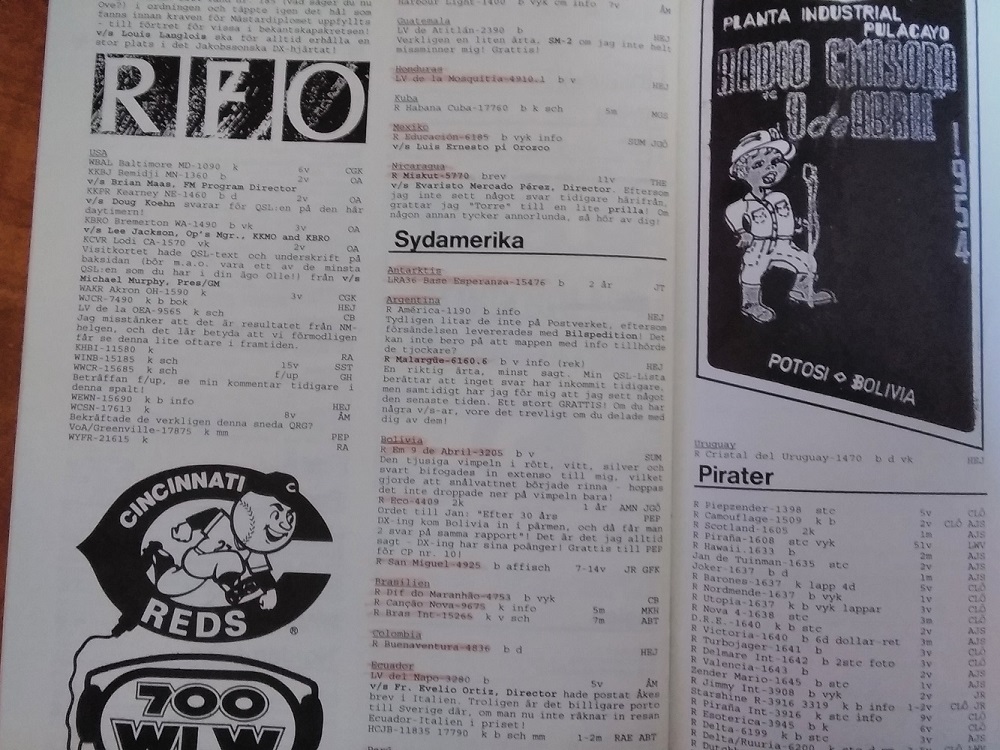 Ove?) i ordningen och täppte igen det hål som
fanns innan kraven för Mästardiplomet uppfyllts
- till förtret för vissa i bekantskapskretsen!
v/s Louis Langlois ska för alltid erhålla en
stor plats i det Jakobssonska DX-hjärtat!
RFO
USA
WBAL Baltimore MD-1090 k 6v CGK
KKBJ Bemidji MN-1360 b 2v OA
v/s Brian Maas, FM Program Director
KKPR Kearney NE-1460 b d 2v OA
v/s Doug Koehn svarar för QSL:en på den här
daytimern!
KBRO Bremerton WA-1490 b vk 3v OA
v/s Lee Jackson, Op's Mgr., KKMO and KBRO
KCVR Lodi CA-1570 vk 2v OA
Visitkortet hade QSL-text och underskrift på
baksidan (bör m.a.o. vara ett av de minsta
QSL:en som du har i din ägo Olle!) från v/s
Michael Murphy, Pres/GM
WAKR Akron OH-1590 k 3v CGK
WJCR-7490 k b bok HEJ
LV de la OEA-9565 k sch CB
Jag misstänker att det är resultatet från NM-
helgen, och det lär betyda att vi förmodligen
får se denna lite oftare i framtiden.
KHBI-11580 k RA
WINB-15185 k sch 15v SST
WWCR-15685 k sch f/up GH
Beträffan f/up, se min kommentar tidigare i
denna spalt!
WEWN-15690 k b info HEJ
WCSN-17613 k 8v ÅM
Bekräftade de verkligen denna sneda QRG?
VoA/Greenville-17875 k mm PEP
WYFR-21615 k RA
CINCINNATI
REDS
®
700
WLW
Harbour Light-1400 b vyk om info 7v ÅM
Guatemala
LV de Atitlán-2390 b HEJ
Verkligen en liten ärta, SM-2 om jag inte helt
missminner mig! Grattis!
Honduras
LV de la Mosquitia-4910.1 b v HEJ
Kuba
R Habana Cuba-17760 b k sch 5m MGS
Mexiko
R Educación-6185 b vyk info SUM JGÖ
v/s Luis Ernesto pi Orozco
Nicaragua
R Miskut-5770 brev 11v THE
v/s Evaristo Mercado Pérez, Director. Eftersom
jag inte sett något svar tidigare härifrån,
grattar jag "Torre" till en lite prilla! Om
någon annan tycker annorlunda, så hör av dig!
Sydamerika
Antarktis
LRA36 Base Esperanza-15476 b 2 år JT
Argentina
R América-1190 b info HEJ
Tydligen litar de inte på Postverket, eftersom
försändelsen levererades med Bilspedition! Det
kan inte bero på att mappen med info tillhörde
de tjockare?
R Malargüe-6160.6 b v info (rek) HEJ
En riktig ärta, minst sagt. Min QSL-Lista
berättar att inget svar har inkommit tidigare,
men samtidigt har jag för mig att jag sett något
den senaste tiden. Ett stort GRATTIS! Om du har
några v/s-ar, vore det trevligt om du delade med
dig av dem!
Bolivia
R Em 9 de Abril-3205 b v SUM
Den tjusiga vimpeln i rött, vitt, silver och
svart bifogades in extenso till mig, vilket
gjorde att snålvattnet började rinna - hoppas
det inte droppade ner på vimpeln bara!
R Eco-4409 2k 1 år AMN JGÖ
Ordet till Jan: "Efter 30 års PEP
DX-ing kom Bolivia in i pärmen, och då får man
2 svar på samma rapport"! Det är det jag alltid
sagt - DX-ing har sina poänger! Grattis till PEP
för CP nr. 10!
R San Miguel-4925 b affisch 7-14v JR GFK
Brasilien
R Dif do Maranhão-4753 b vyk CB
R Canção Nova-9675 k info 5m MKN
R Bras Int-15265 k v sch 7m ABT
Colombia
R Buenaventura-4836 b d HEJ
Ecuador
LV del Napo-3280 b 5v ÅM
v/s Fr. Evelio Ortiz, Director hade postat Åkes
brev i Italien. Troligen är det billigare porto
till Sverige där, om man nu inte räknar in resan
Ecuador-Italien i priset!
HCJB-11835 17790 k b sch mm 1-2m RAE ABT
PLANTA INDUSTRIAL
PULACAYO
RADIO EMISORA
"9 de ABRIL"
1954
POTOSI BOLIVIA
Uruguay
R Cristal del Uruguay-1470 b d vk HEJ
Pirater
R Piepzender-1398 stc 5v CLÖ
R Camouflage-1509 k b 2v CLÖ AJS
R Scotland-1605 2k 1m AJS
R Piraña-1608 stc vyk 51v LWV
R Hawaii.1633 b 2m AJS
Jan de Tuinman-1635 stc 2v AJS
Joker-1637 b d 1m AJS
R Barones-1637 k lapp 4d CLÖ
R Nordmende-1637 b vyk 1v CLÖ
R Utopia-1637 k b vyk lappar 3v CLÖ
R Nova 4-1638 stc 3m CLÖ
D.R.E.-1640 k b stc 2v AJS
R Victoria-1640 b 6d dollar-ret 3m AJS
R Turbojager-1641 b CLÖ
R Delmare Int-1642 b 2stc foto 3v CLÖ
R Valencia-1643 b 2v AJS
Zender Mario-1645 b stc 1v AJS
R Jimmy Int-3908 b vyk 2v JR
Starshine R-3916 3319 k b info 1-2v CLÖ JR
R Piraña Int-3916 k stc info 9v CLÖ
R Esoterica-3945 b k 6v CLÖ
R Delta-6199 k b stc
R Delta/Ruuria-6200